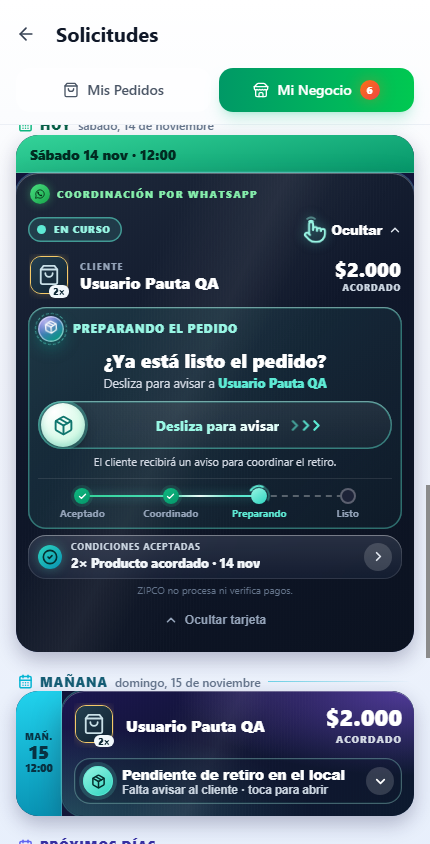 Solicitudes
Mis Pedidos
Mi Negocio 6
HOY sábado, 14 de noviembre
Sábado 14 nov · 12:00
COORDINACIÓN POR WHATSAPP
EN CURSO
Ocultar
CLIENTE
Usuario Pauta QA
2×
$2.000
ACORDADO
PREPARANDO EL PEDIDO
¿Ya está listo el pedido?
Desliza para avisar a Usuario Pauta QA
Desliza para avisar
El cliente recibirá un aviso para coordinar el retiro.
Aceptado Coordinado Preparando Listo
CONDICIONES ACEPTADAS
2× Producto acordado · 14 nov
ZIPCO no procesa ni verifica pagos.
Ocultar tarjeta
MAÑANA domingo, 15 de noviembre
MAÑ.
15
12:00
2×
Usuario Pauta QA
$2.000
ACORDADO
Pendiente de retiro en el local
Falta avisar al cliente · toca para abrir
PRÓXIMOS DÍAS